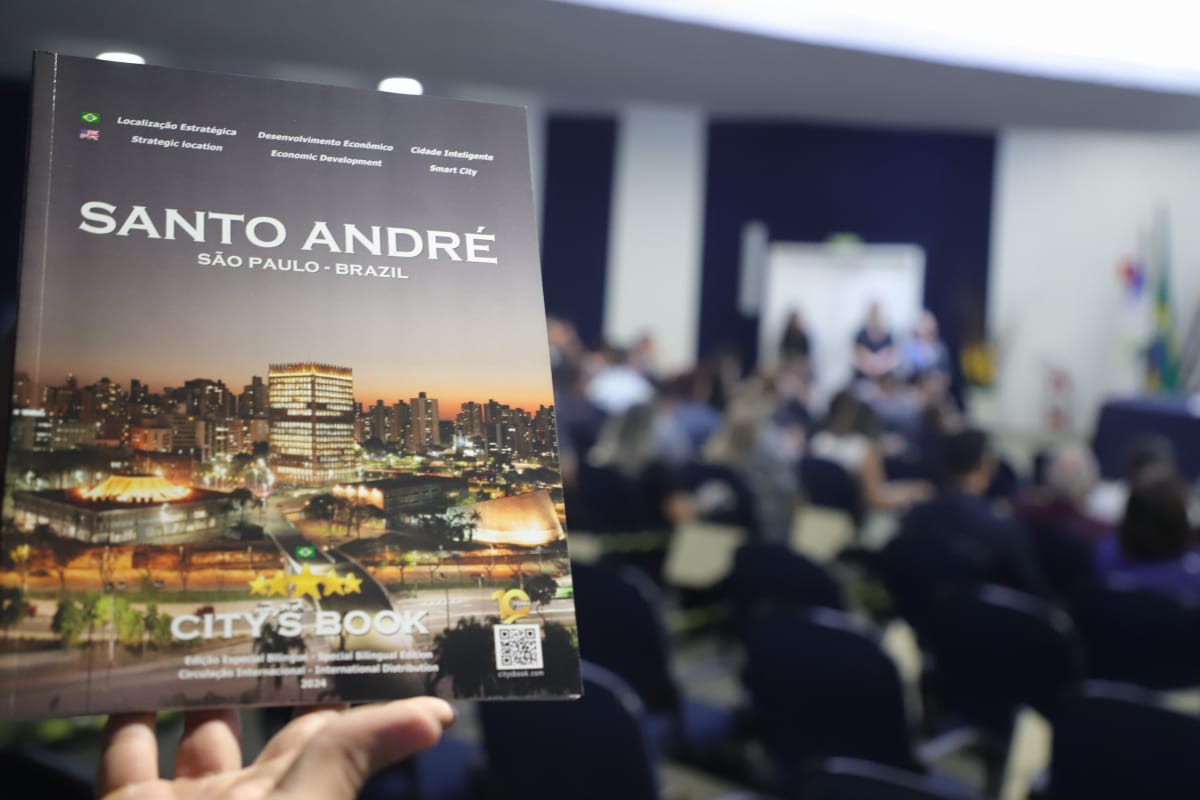 Localização Estratégica
Strategic location
Desenvolvimento Econômico
Economic Development
Cidade Inteligente
Smart City
SANTO ANDRÉ
SÃO PAULO - BRAZIL
CITY'S BOOK
Edição Especial Bilíngue - Special Bilingual Edition
Circulação Internacional - International Distribution
2024
citysbook.com